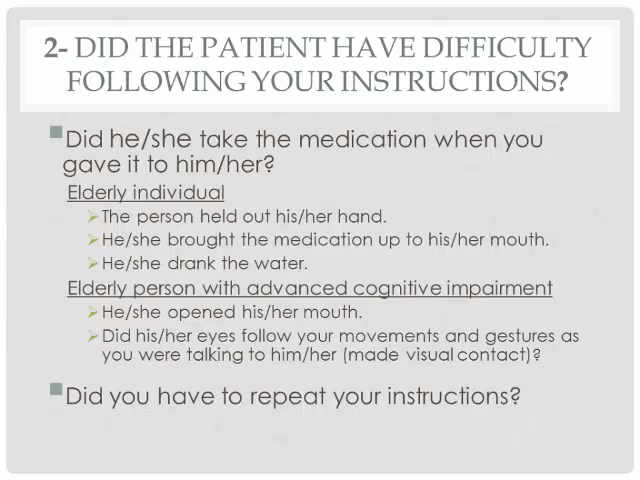 2- DID THE PATIENT HAVE DIFFICULTY
FOLLOWING YOUR INSTRUCTIONS?
Did he/she take the medication when you
gave it to him/her?
Elderly individual
The person held out his/her hand.
He/she brought the medication up to his/her mouth.
He/she drank the water.
Elderly person with advanced cognitive impairment
He/she opened his/her mouth.
Did his/her eyes follow your movements and gestures as
you were talking to him/her (made visual contact)?
Did you have to repeat your instructions?